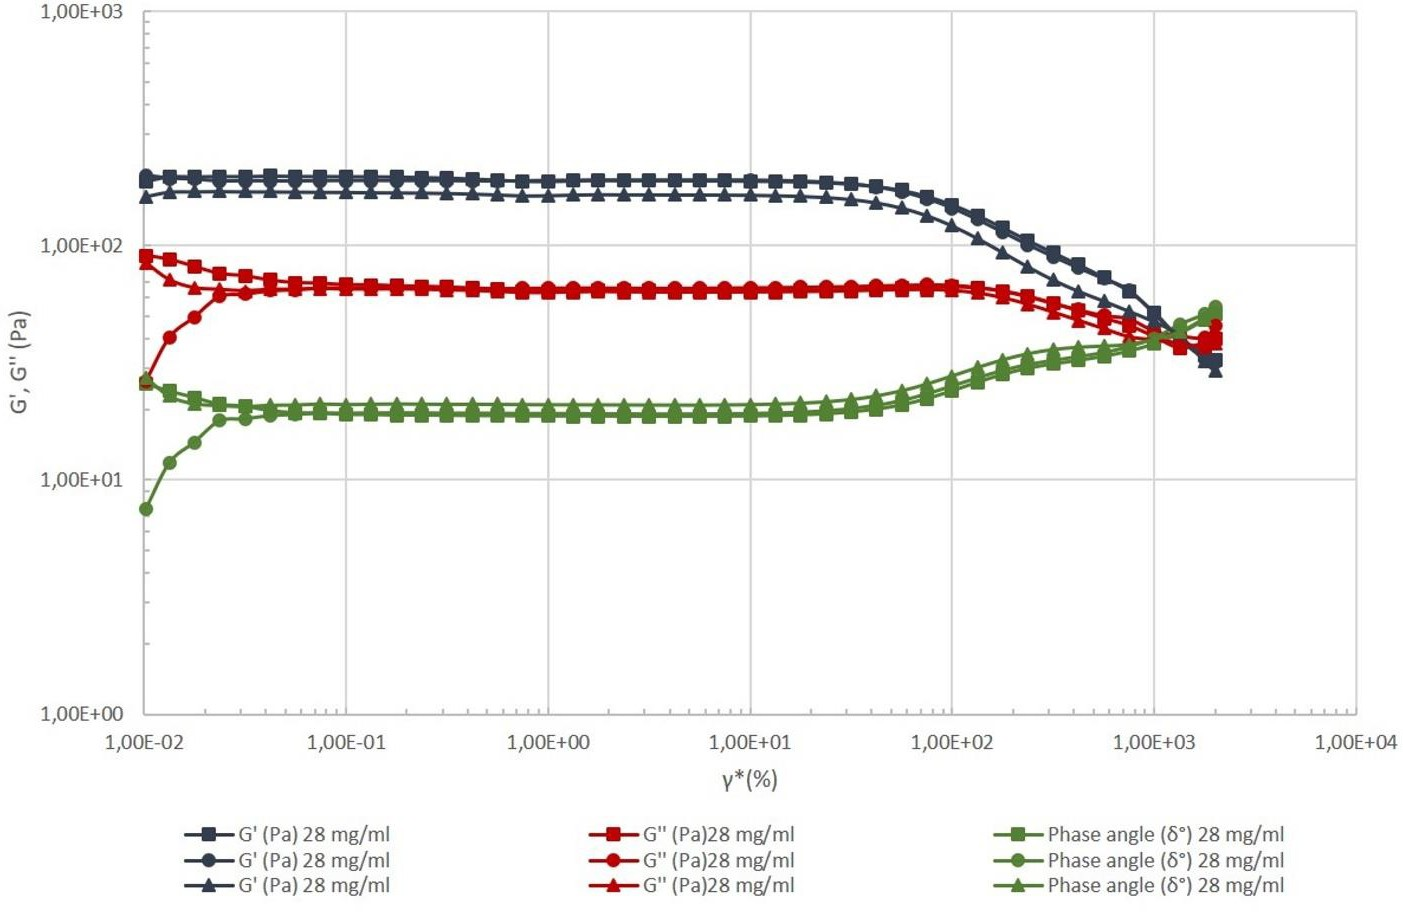 1,00E+03
1,00E+02
1,00E+01
1,00E+00
G', G'' (Pa)
1,00E-02 1,00E-01 1,00E+00 1,00E+01 1,00E+02 1,00E+03 1,00E+04
γ*(%)
G' (Pa) 28 mg/ml G'' (Pa)28 mg/ml Phase angle (δ°) 28 mg/ml
G' (Pa) 28 mg/ml G'' (Pa)28 mg/ml Phase angle (δ°) 28 mg/ml
G' (Pa) 28 mg/ml G'' (Pa)28 mg/ml Phase angle (δ°) 28 mg/ml